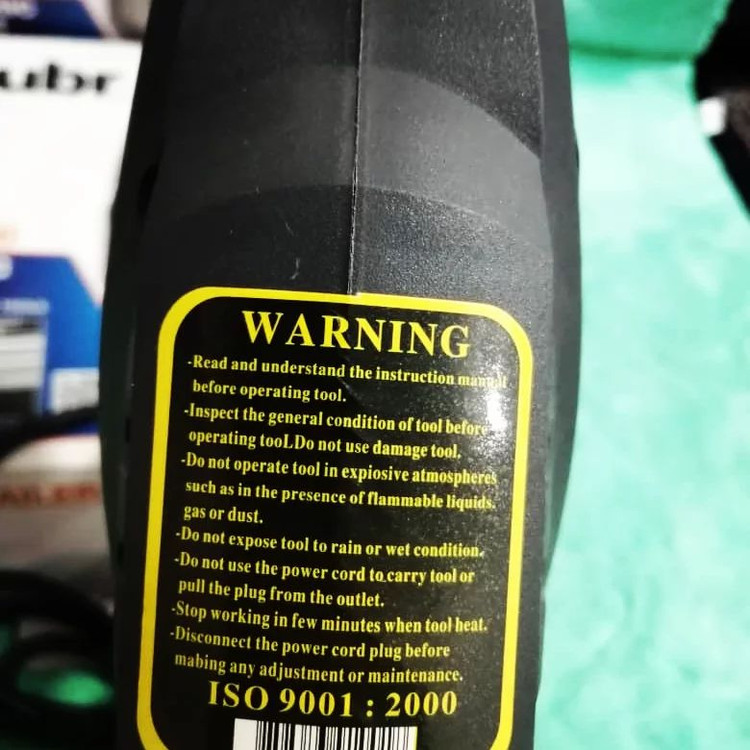 ubr
WARNING
-Read and understand the instruction manual
before operating tool.
-Inspect the general condition of tool before
operating tooLDo not use damage tool.
-Do not operate tool in expiosive atmospheres
such as in the presence of flammable liquids.
gas or dust.
-Do not expose tool to rain or wet condition.
-Do not use the power cord to.carry tool or
pull the plug from the outlet.
-Stop working in few minutes when tool heat.
-Disconnect the power cord plug before
mabing any adjustment or maintenance.
ISO 9001 : 2000